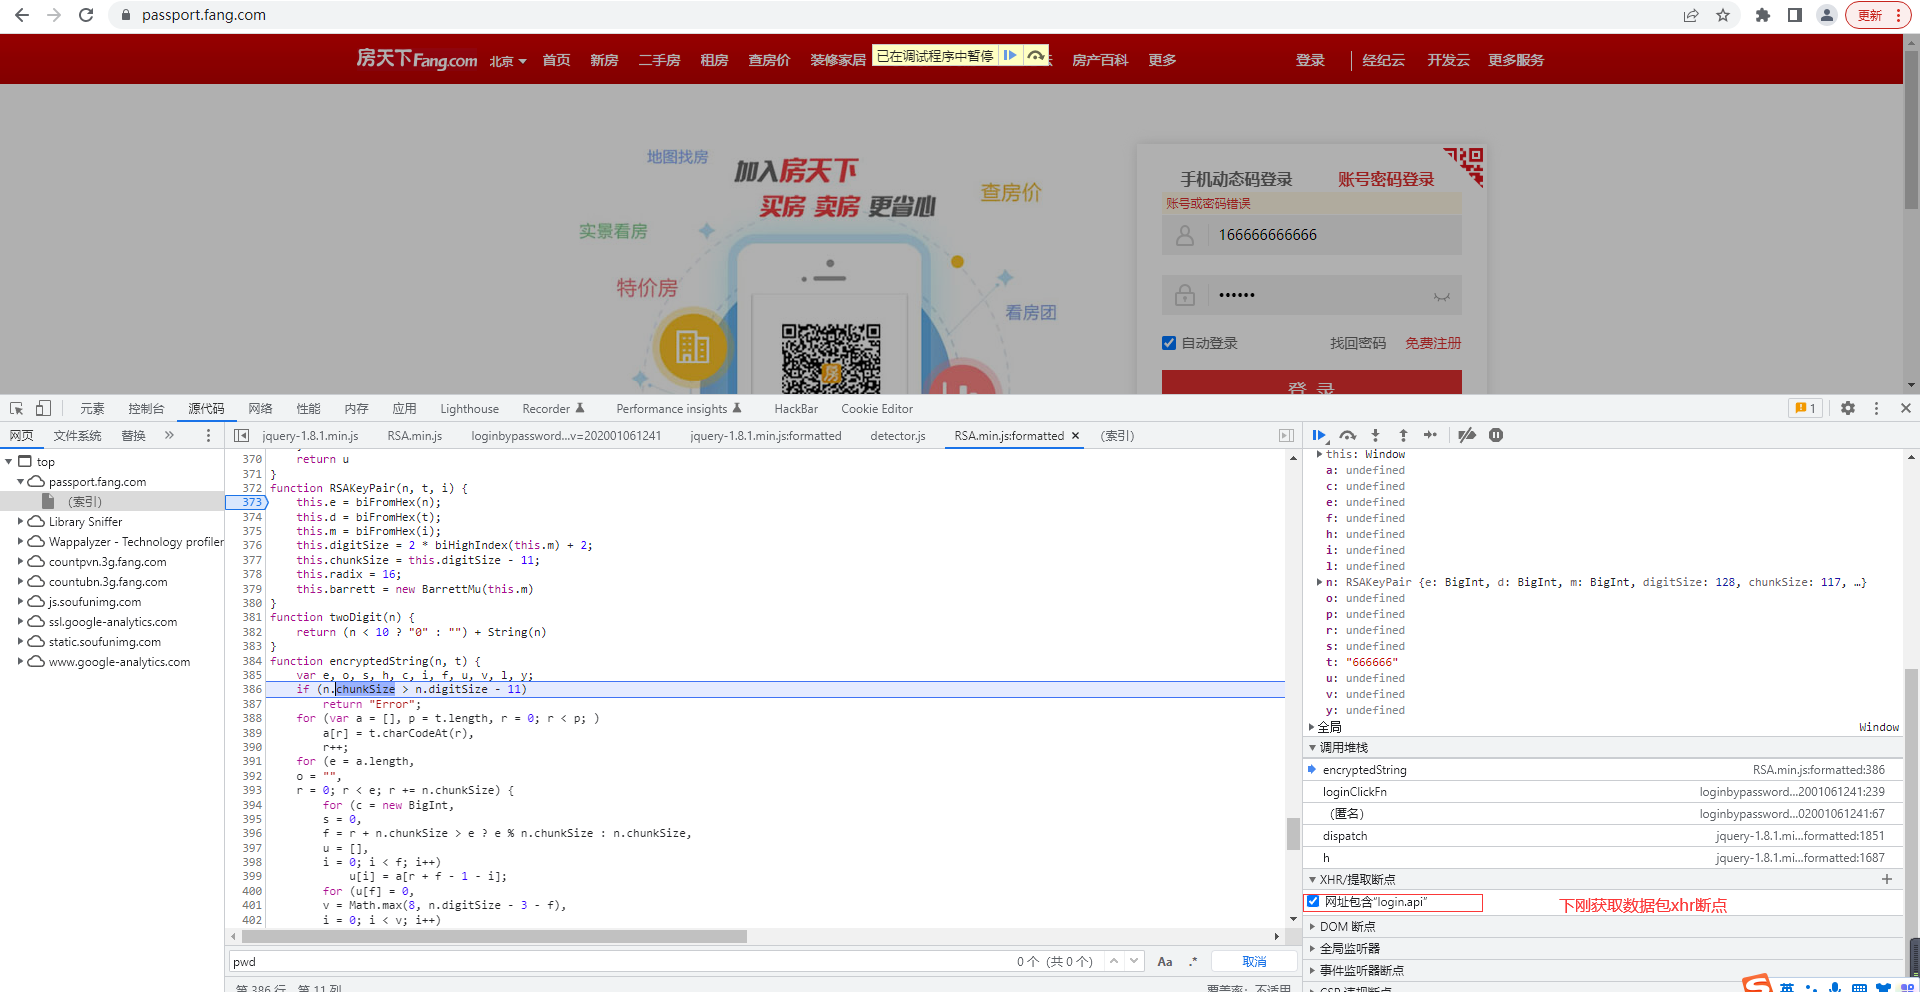 passport.fang.com
更新
房天下Fang.com 北京 首页 新房 二手房 租房 查房价 装修家居 房产百科 更多 登录 经纪云 开发云 更多服务
已在调试程序中暂停
地图找房
加入房天下
买房 卖房 更省心
查房价
实景看房
特价房
看房团
房
手机动态码登录 账号密码登录
账号或密码错误
166666666666
••••••
自动登录 找回密码 免费注册
登 录
元素 控制台 源代码 网络 性能 内存 应用 Lighthouse Recorder Performance insights HackBar Cookie Editor 1
网页 文件系统 替换 »
jquery-1.8.1.min.js RSA.min.js loginbypassword...v=202001061241 jquery-1.8.1.min.js:formatted detector.js RSA.min.js:formatted × (索引)
top
passport.fang.com
(索引)
Library Sniffer
Wappalyzer - Technology profiler
countpvn.3g.fang.com
countubn.3g.fang.com
js.soufunimg.com
ssl.google-analytics.com
static.soufunimg.com
www.google-analytics.com
370 return u
371 }
372 function RSAKeyPair(n, t, i) {
373 this.e = biFromHex(n);
374 this.d = biFromHex(t);
375 this.m = biFromHex(i);
376 this.digitSize = 2 * biHighIndex(this.m) + 2;
377 this.chunkSize = this.digitSize - 11;
378 this.radix = 16;
379 this.barrett = new BarrettMu(this.m)
380 }
381 function twoDigit(n) {
382 return (n < 10 ? "0" : "") + String(n)
383 }
384 function encryptedString(n, t) {
385 var e, o, s, h, c, i, f, u, v, l, y;
386 if (n.chunkSize > n.digitSize - 11)
387 return "Error";
388 for (var a = [], p = t.length, r = 0; r < p; )
389 a[r] = t.charCodeAt(r),
390 r++;
391 for (e = a.length,
392 o = "",
393 r = 0; r < e; r += n.chunkSize) {
394 for (c = new BigInt,
395 s = 0,
396 f = r + n.chunkSize > e ? e % n.chunkSize : n.chunkSize,
397 u = [],
398 i = 0; i < f; i++)
399 u[i] = a[r + f - 1 - i];
400 for (u[f] = 0,
401 v = Math.max(8, n.digitSize - 3 - f),
402 i = 0; i < v; i++)
pwd 0个 (共0个) Aa .* 取消
第 386 行，第 11 列 覆盖率：不适用
this: Window
a: undefined
c: undefined
e: undefined
f: undefined
h: undefined
i: undefined
l: undefined
n: RSAKeyPair {e: BigInt, d: BigInt, m: BigInt, digitSize: 128, chunkSize: 117, …}
o: undefined
p: undefined
r: undefined
s: undefined
t: "666666"
u: undefined
v: undefined
y: undefined
全局 Window
调用堆栈
encryptedString RSA.min.js:formatted:386
loginClickFn loginbypassword...2001061241:239
(匿名) loginbypassword...02001061241:67
dispatch jquery-1.8.1.mi...formatted:1851
h jquery-1.8.1.mi...formatted:1687
XHR/提取断点
网址包含"login.api"
下刚获取数据包xhr断点
DOM 断点
全局监听器
事件监听器断点
CSP 违规断点
英